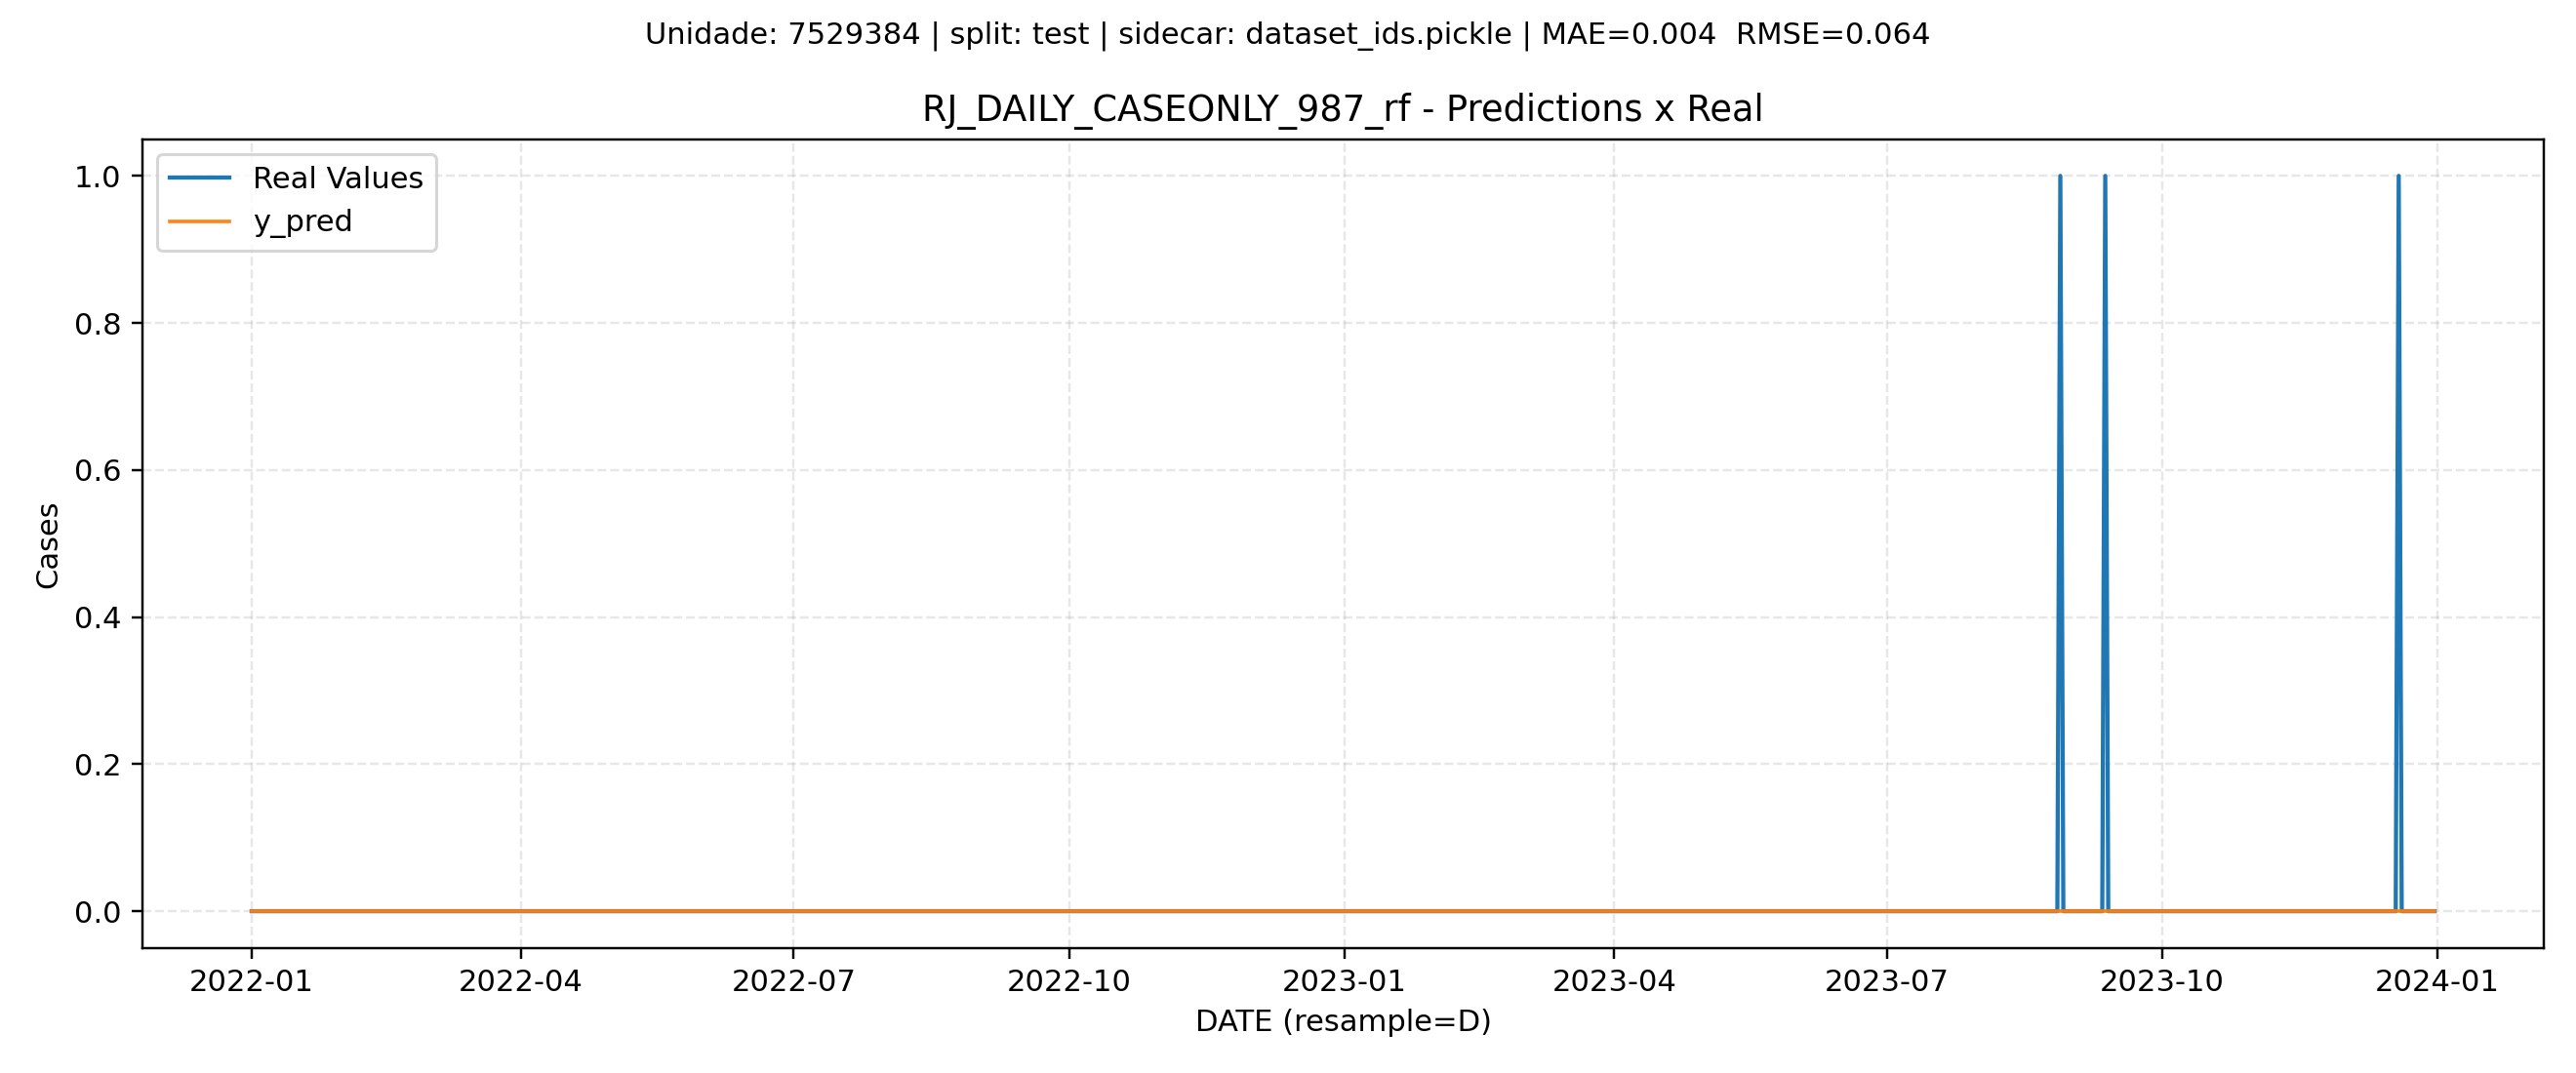 Unidade: 7529384 | split: test | sidecar: dataset_ids.pickle | MAE=0.004  RMSE=0.064
RJ_DAILY_CASEONLY_987_rf - Predictions x Real
Real Values
y_pred
1.0
0.8
0.6
0.4
0.2
0.0
Cases
2022-01 2022-04 2022-07 2022-10 2023-01 2023-04 2023-07 2023-10 2024-01
DATE (resample=D)